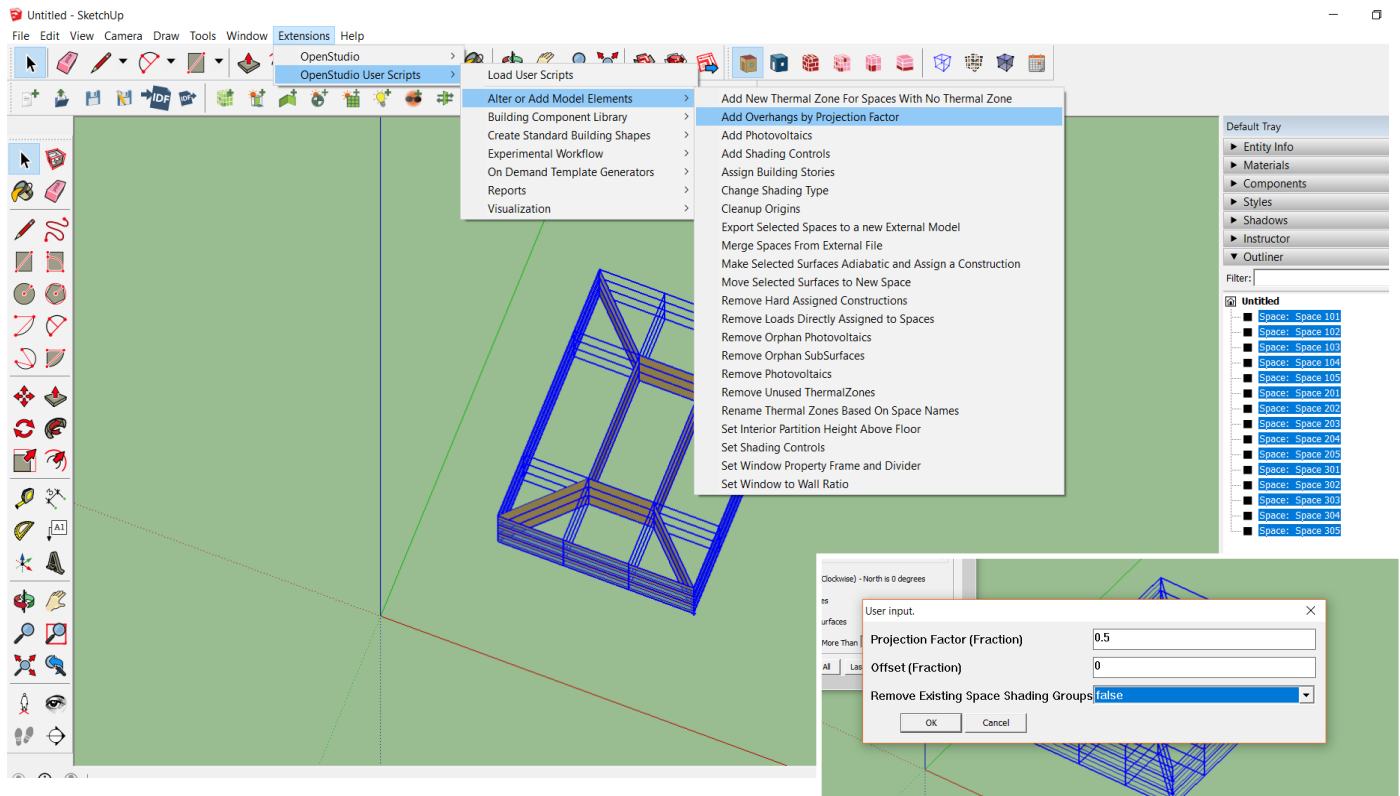 Untitled - SketchUp
File Edit View Camera Draw Tools Window Extensions Help
OpenStudio
OpenStudio User Scripts
Load User Scripts
Alter or Add Model Elements
Building Component Library
Create Standard Building Shapes
Experimental Workflow
On Demand Template Generators
Reports
Visualization
Add New Thermal Zone For Spaces With No Thermal Zone
Add Overhangs by Projection Factor
Add Photovoltaics
Add Shading Controls
Assign Building Stories
Change Shading Type
Cleanup Origins
Export Selected Spaces to a new External Model
Merge Spaces From External File
Make Selected Surfaces Adiabatic and Assign a Construction
Move Selected Surfaces to New Space
Remove Hard Assigned Constructions
Remove Loads Directly Assigned to Spaces
Remove Orphan Photovoltaics
Remove Orphan SubSurfaces
Remove Photovoltaics
Remove Unused ThermalZones
Rename Thermal Zones Based On Space Names
Set Interior Partition Height Above Floor
Set Shading Controls
Set Window Property Frame and Divider
Set Window to Wall Ratio
IDF
IDF
A1
Default Tray
Entity Info
Materials
Components
Styles
Shadows
Instructor
Outliner
Filter:
Untitled
Space: Space 101
Space: Space 102
Space: Space 103
Space: Space 104
Space: Space 105
Space: Space 201
Space: Space 202
Space: Space 203
Space: Space 204
Space: Space 205
Space: Space 301
Space: Space 302
Space: Space 303
Space: Space 304
Space: Space 305
Clockwise) - North is 0 degrees
es
urfaces
More Than
All Las
User input.
Projection Factor (Fraction) 0.5
Offset (Fraction) 0
Remove Existing Space Shading Groups false
OK Cancel